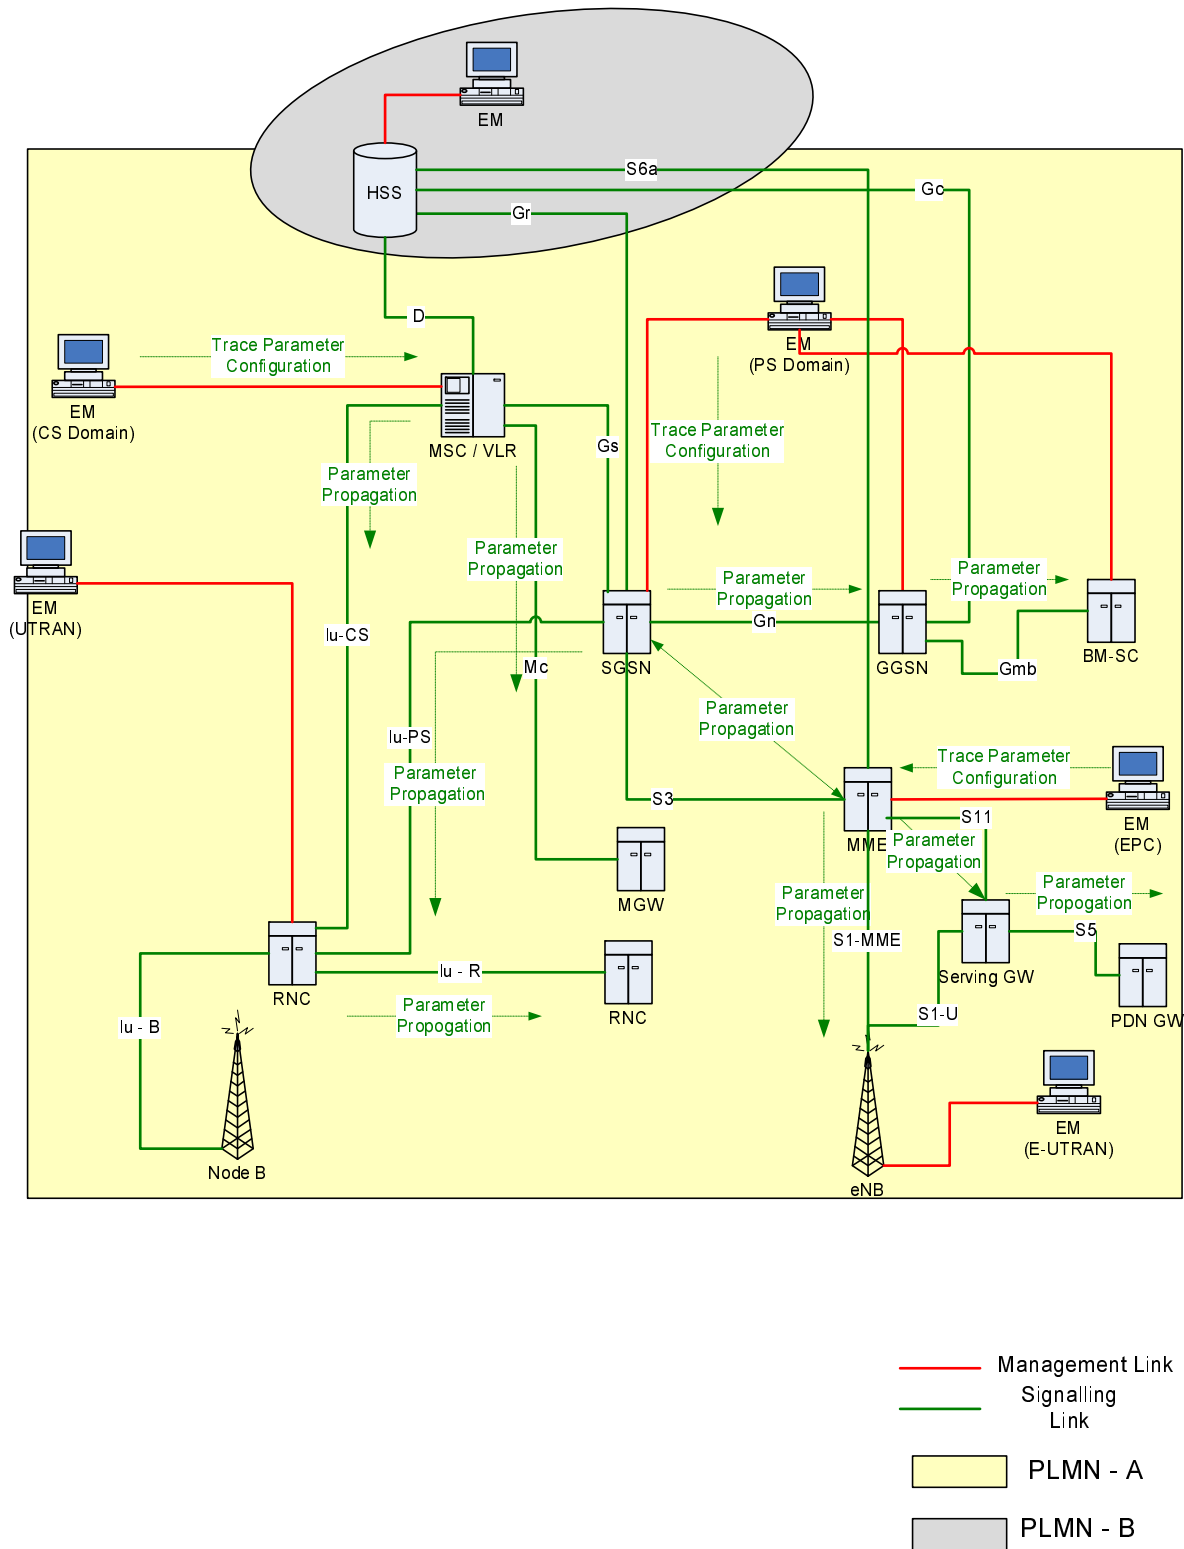 EM
S6a
Gc
HSS
Gr
D
Trace Parameter
Configuration
EM
(PS Domain)
EM
(CS Domain)
MSC / VLR
Gs
Trace Parameter
Configuration
Parameter
Propagation
Parameter
Propagation
Parameter
Propagation
Parameter
Propagation
EM
(UTRAN)
Iu-CS
Gn
SGSN
GGSN
BM-SC
Mc
Gmb
Parameter
Propagation
Iu-PS
Parameter
Propagation
Trace Parameter
Configuration
S3
S11
EM
(EPC)
MME
Parameter
Propagation
Parameter
Propagation
Parameter
Propogation
MGW
S1-MME
S5
Iu - R
Serving GW
RNC
Parameter
Propogation
RNC
S1-U
PDN GW
Iu - B
EM
(E-UTRAN)
Node B
eNB
Management Link
Signalling
Link
PLMN - A
PLMN - B